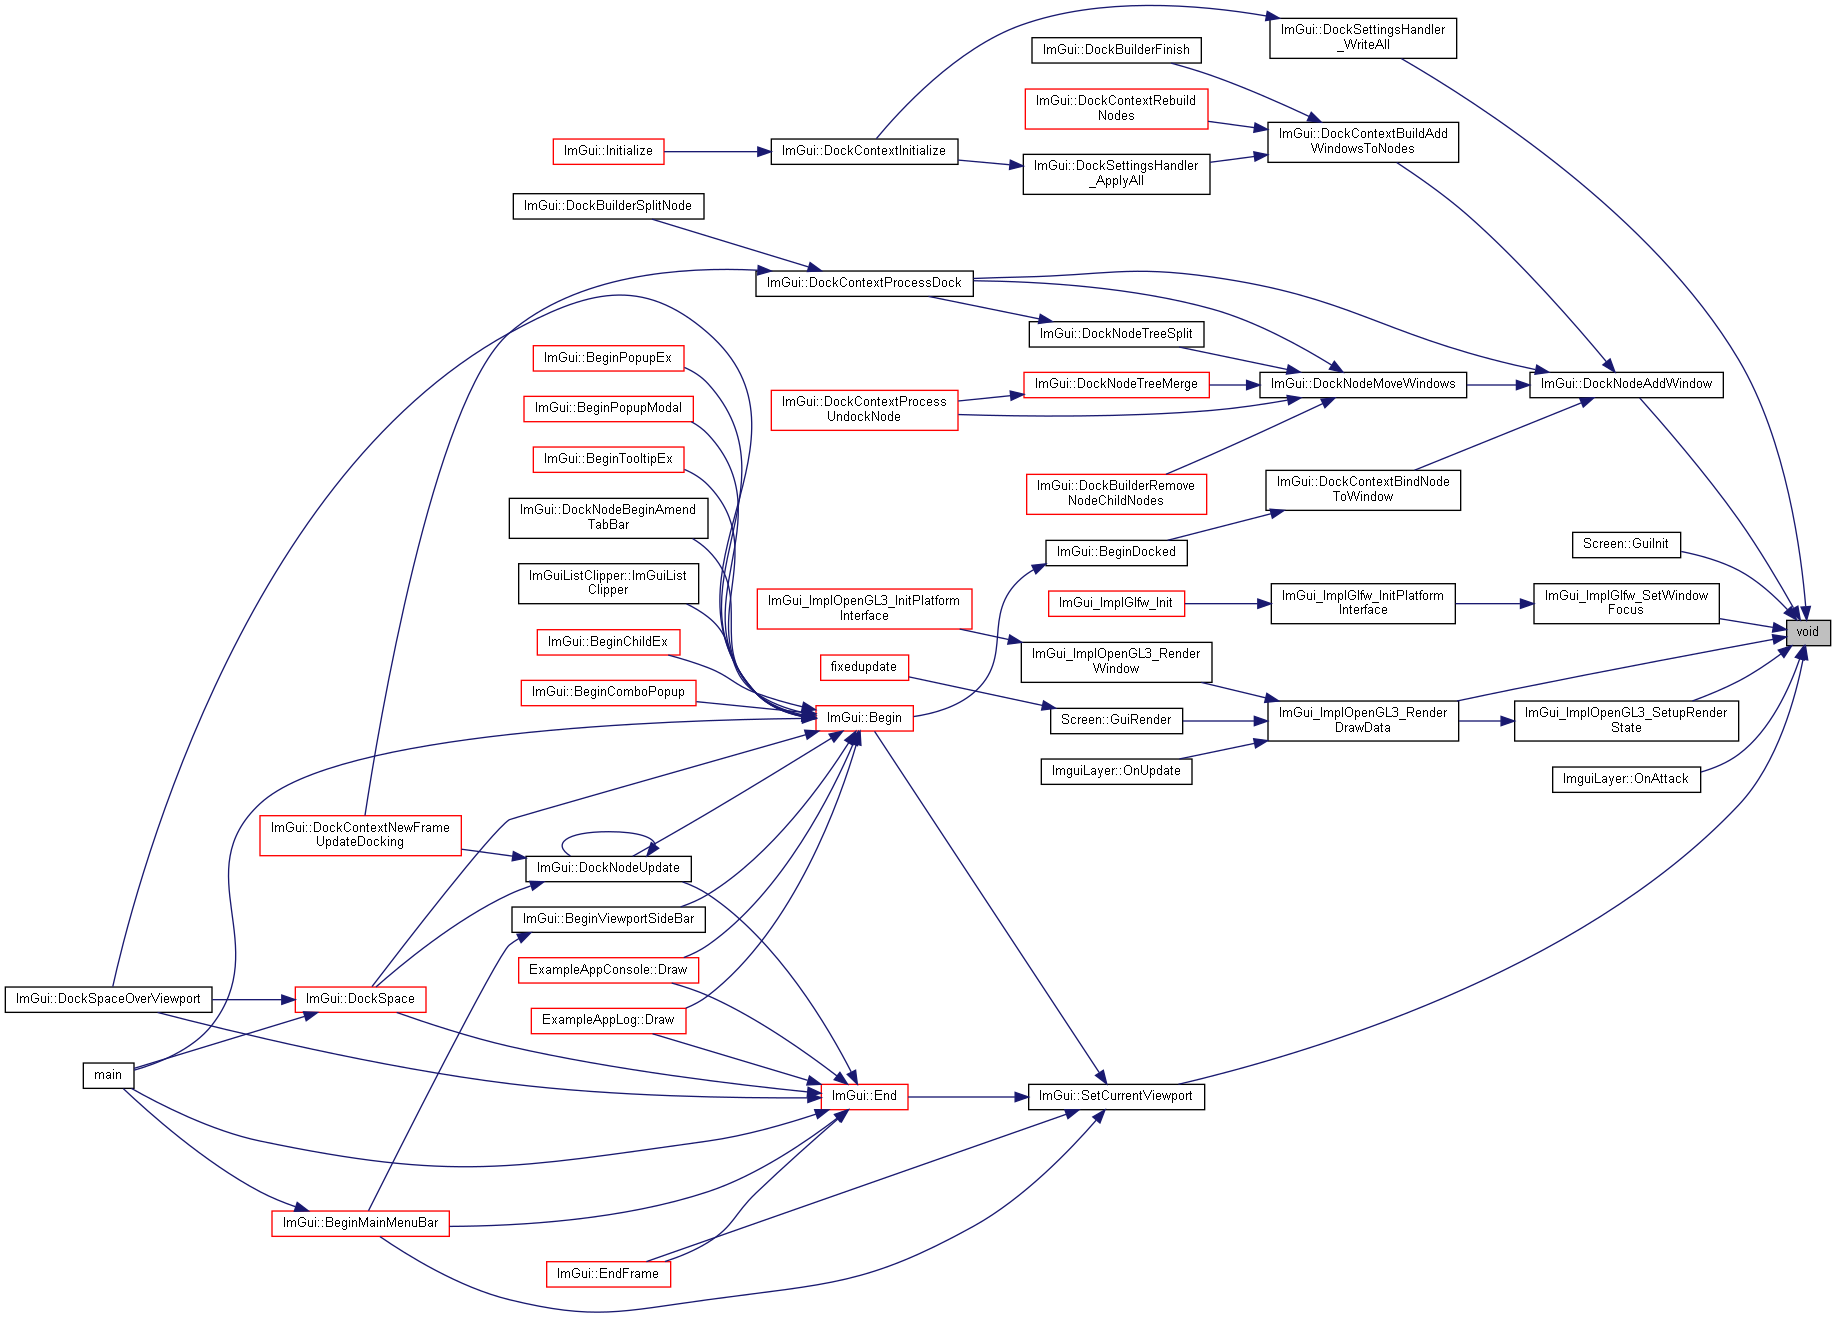 ImGui::DockSettingsHandler
_WriteAll
ImGui::DockBuilderFinish
ImGui::DockContextRebuild
Nodes
ImGui::DockContextBuildAdd
WindowsToNodes
ImGui::Initialize
ImGui::DockContextInitialize
ImGui::DockSettingsHandler
_ApplyAll
ImGui::DockBuilderSplitNode
ImGui::DockContextProcessDock
ImGui::DockNodeTreeSplit
ImGui::BeginPopupEx
ImGui::DockNodeTreeMerge
ImGui::DockNodeMoveWindows
ImGui::DockNodeAddWindow
ImGui::DockContextProcess
UndockNode
ImGui::BeginPopupModal
ImGui::BeginTooltipEx
ImGui::DockBuilderRemove
NodeChildNodes
ImGui::DockContextBindNode
ToWindow
ImGui::DockNodeBeginAmend
TabBar
ImGui::BeginDocked
Screen::GuiInit
ImGuiListClipper::ImGuiList
Clipper
ImGui_ImplOpenGL3_InitPlatform
Interface
ImGui_ImplGlfw_Init
ImGui_ImplGlfw_InitPlatform
Interface
ImGui_ImplGlfw_SetWindow
Focus
void
ImGui::BeginChildEx
fixedupdate
ImGui_ImplOpenGL3_Render
Window
ImGui::BeginComboPopup
ImGui::Begin
Screen::GuiRender
ImGui_ImplOpenGL3_Render
DrawData
ImGui_ImplOpenGL3_SetupRender
State
ImguiLayer::OnUpdate
ImguiLayer::OnAttack
ImGui::DockContextNewFrame
UpdateDocking
ImGui::DockNodeUpdate
ImGui::BeginViewportSideBar
ExampleAppConsole::Draw
ImGui::DockSpaceOverViewport
ImGui::DockSpace
ExampleAppLog::Draw
main
ImGui::End
ImGui::SetCurrentViewport
ImGui::BeginMainMenuBar
ImGui::EndFrame